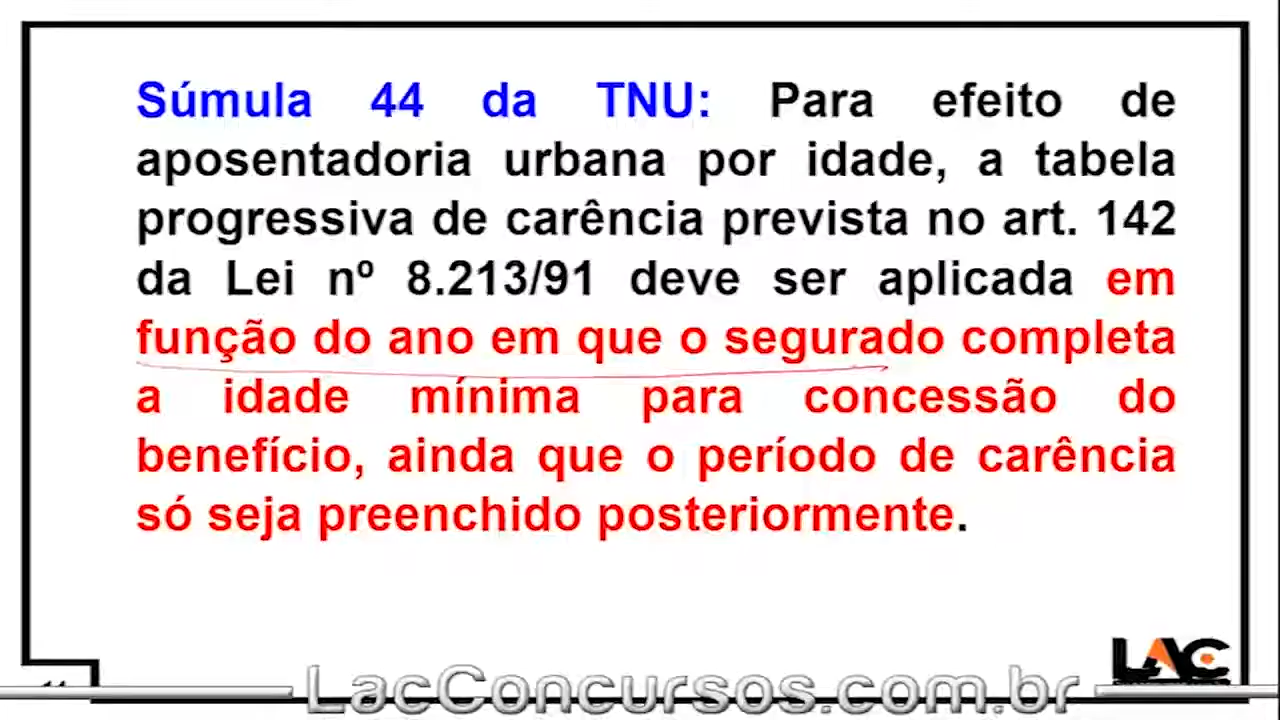 Súmula 44 da TNU: Para efeito de
aposentadoria urbana por idade, a tabela
progressiva de carência prevista no art. 142
da Lei nº 8.213/91 deve ser aplicada em
função do ano em que o segurado completa
a idade mínima para concessão do
benefício, ainda que o período de carência
só seja preenchido posteriormente.
LAC
LacConcursos.com.br